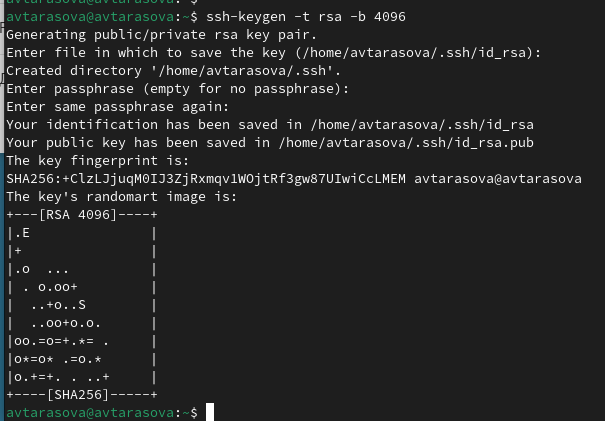 avtarasova@avtarasova:~$ ssh-keygen -t rsa -b 4096
Generating public/private rsa key pair.
Enter file in which to save the key (/home/avtarasova/.ssh/id_rsa):
Created directory '/home/avtarasova/.ssh'.
Enter passphrase (empty for no passphrase):
Enter same passphrase again:
Your identification has been saved in /home/avtarasova/.ssh/id_rsa
Your public key has been saved in /home/avtarasova/.ssh/id_rsa.pub
The key fingerprint is:
SHA256:+ClzLJjuqM0IJ3ZjRxmqv1WOjtRf3gw87UIwiCcLMEM avtarasova@avtarasova
The key's randomart image is:
+---[RSA 4096]----+
|.E               |
|+                |
|.o  ...          |
| . o.oo+         |
|  ..+o..S        |
|  ..oo+o.o.      |
|oo.=o=+.*= .     |
|o*=o* .=o.*      |
|o.+=+. . ..+     |
+----[SHA256]-----+
avtarasova@avtarasova:~$